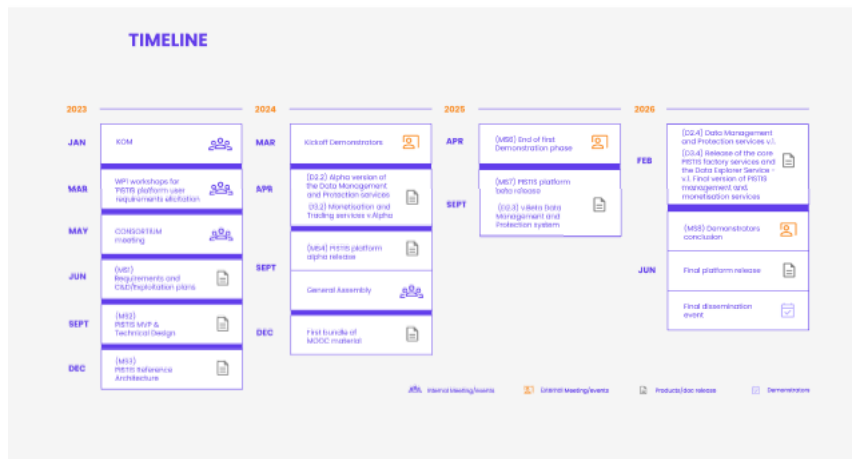 TIMELINE
2023
JAN
KOM
MAR
WP1 workshops for
PISTIS platform user
requirements elicitation
MAY
CONSORTIUM
meeting
JUN
(MS1)
Requirements and
C&D/Exploitation plans
SEPT
(MS2)
PISTIS MVP &
Technical Design
DEC
(MS3)
PISTIS Reference
Architecture
2024
MAR
Kickoff Demonstrators
APR
(D2.2) Alpha version of
the Data Management
and Protection services
(D3.2) Monetisation and
Trading services v.Alpha
SEPT
(MS4) PISTIS platform
alpha release
General Assembly
DEC
First bundle of
MOOC material
2025
APR
(MS6) End of first
Demonstration phase
SEPT
(MS7) PISTIS platform
beta release
(D2.3) v.Beta Data
Management and
Protection system
2026
FEB
(D2.4) Data Management
and Protection services v.1.
(D3.4) Release of the core
PISTIS factory services and
the Data Explorer Service -
v.1. Final version of PISTIS
management and
monetisation services
JUN
(MS8) Demonstrators
conclusion
Final platform release
Final dissemination
event
Internal Meeting/events
External Meeting/events
Products/doc release
Demonstrators